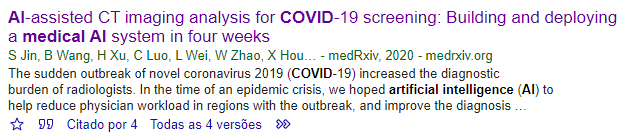 AI-assisted CT imaging analysis for COVID-19 screening: Building and deploying
a medical AI system in four weeks
S Jin, B Wang, H Xu, C Luo, L Wei, W Zhao, X Hou... - medRxiv, 2020 - medrxiv.org
The sudden outbreak of novel coronavirus 2019 (COVID-19) increased the diagnostic
burden of radiologists. In the time of an epidemic crisis, we hoped artificial intelligence (AI) to
help reduce physician workload in regions with the outbreak, and improve the diagnosis ...
Citado por 4 Todas as 4 versões